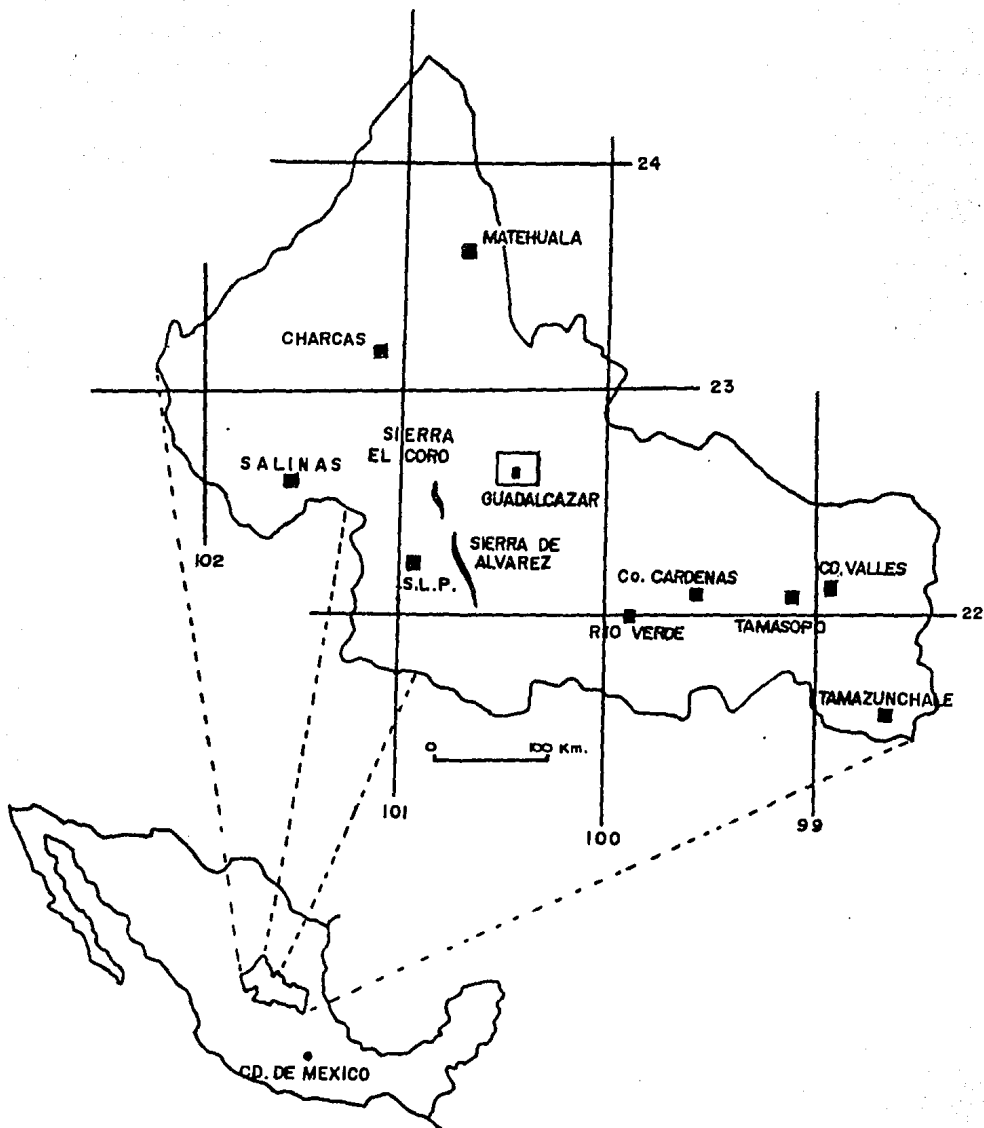 24
MATEHUALA
CHARCAS
23
SIERRA
EL CORO
SALINAS
GUADALCAZAR
102
SIERRA DE
ALVAREZ
S.L.P.
Co. CARDENAS
CD. VALLES
RIO VERDE
TAMASOPO
22
TAMAZUNCHALE
0 100 Km.
101
100
99
CD. DE MEXICO